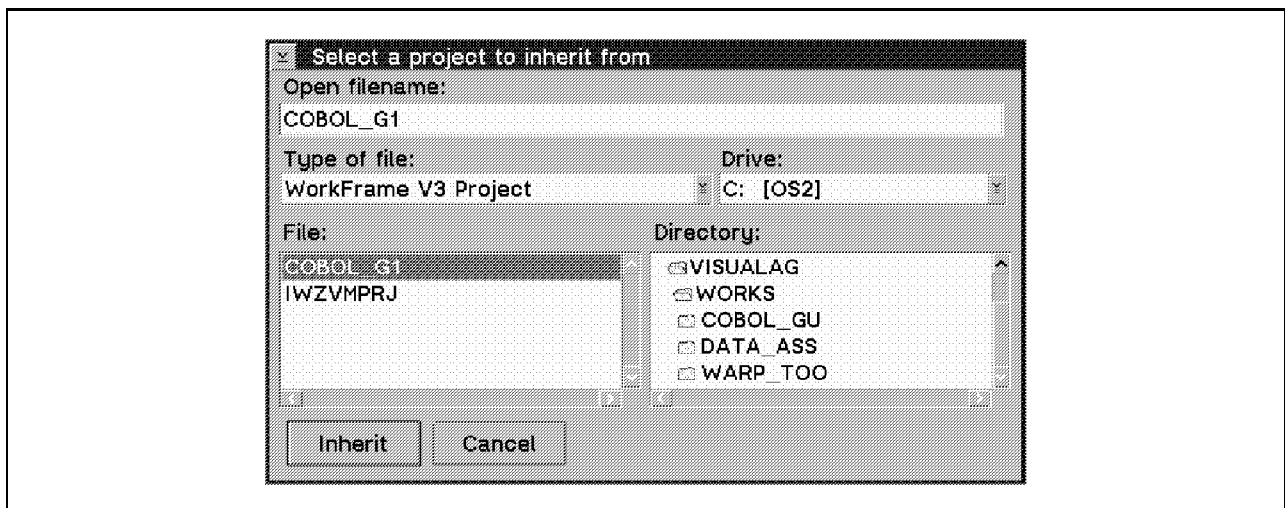 Select a project to inherit from
Open filename:
COBOL_G1
Type of file: Drive:
WorkFrame V3 Project C: [OS2]
File: Directory:
COBOL_G1 VISUALAG
IWZVMPRJ WORKS
COBOL_GU
DATA_ASS
WARP_TOO
Inherit Cancel